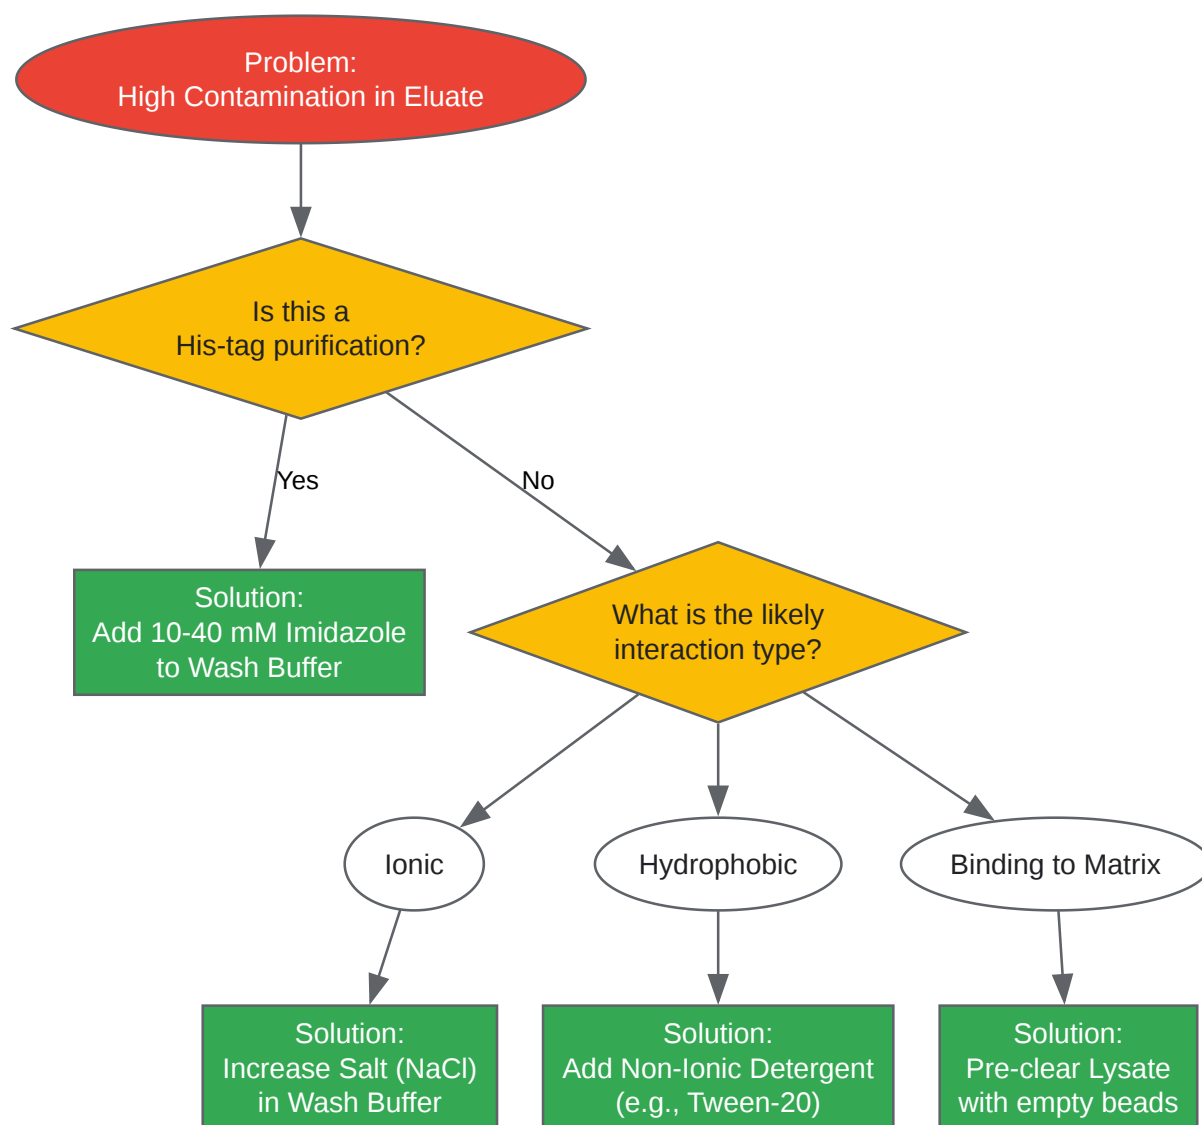 Problem:
High Contamination in Eluate
Is this a
His-tag purification?
Yes
No
Solution:
Add 10-40 mM Imidazole
to Wash Buffer
What is the likely
interaction type?
Ionic
Hydrophobic
Binding to Matrix
Solution:
Increase Salt (NaCl)
in Wash Buffer
Solution:
Add Non-Ionic Detergent
(e.g., Tween-20)
Solution:
Pre-clear Lysate
with empty beads